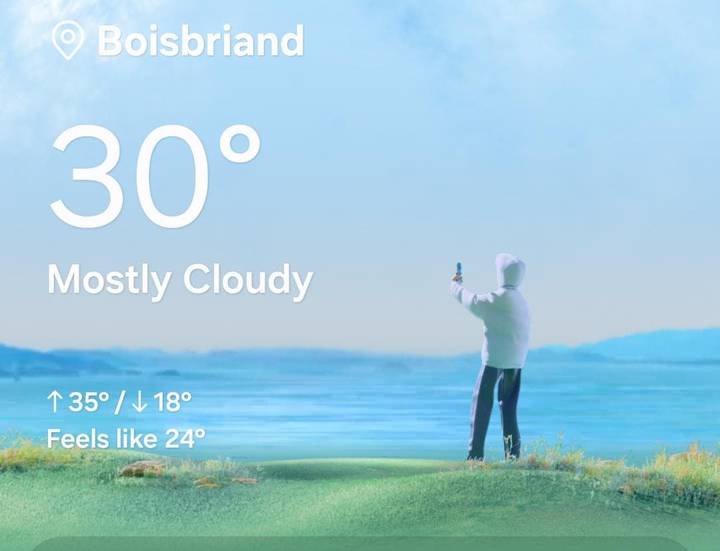 Boisbriand
30°
Mostly Cloudy
↑ 35° / ↓ 18°
Feels like 24°